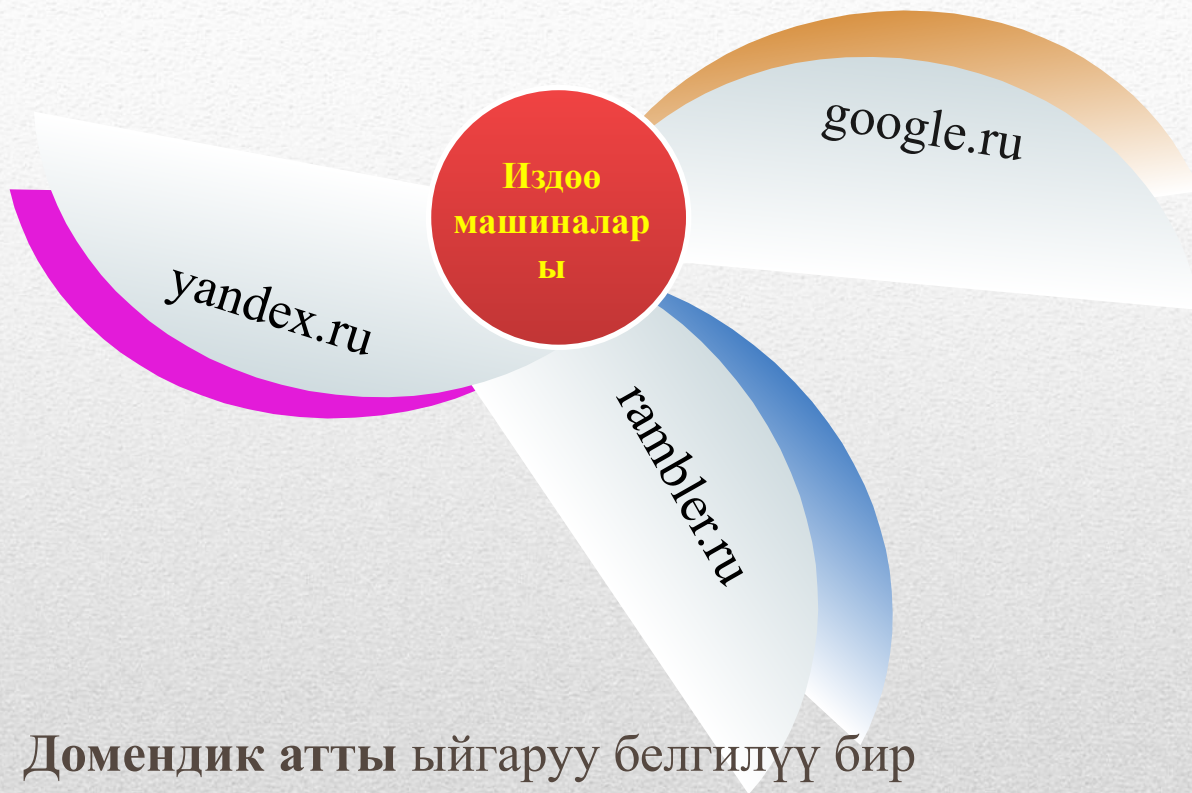 Издөө
машиналар
ы
google.ru
yandex.ru
rambler.ru
Домендик атты ыйгаруу белгилүү бир